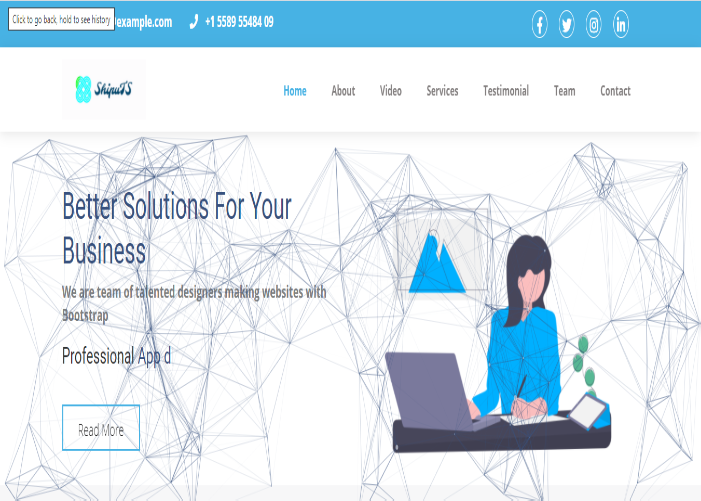 Click to go back, hold to see history
example.com
+1 5589 55484 09
ShipuTS
Home About Video Services Testimonial Team Contact
Better Solutions For Your
Business
We are team of talented designers making websites with
Bootstrap
Professional App d
Read More